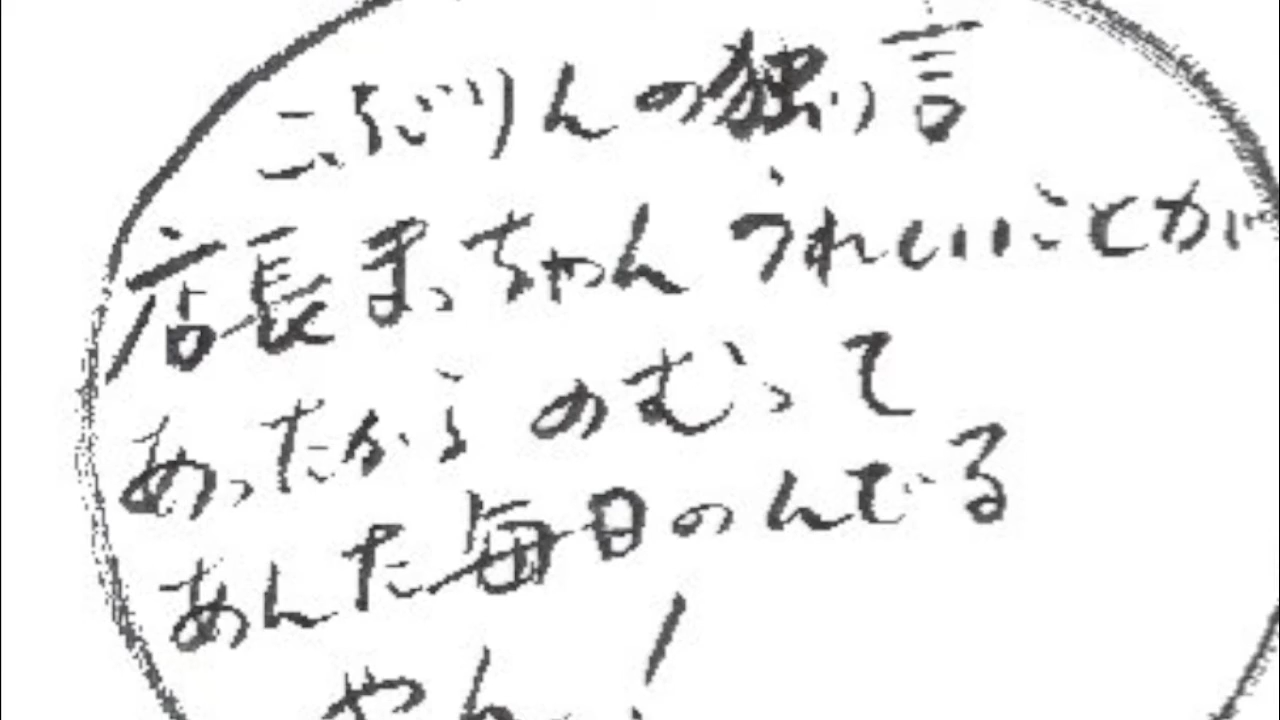 こちどりんの独り言
店長まっちゃん うれしいことが
あったから のむって
あんた毎日のんでる
やん!